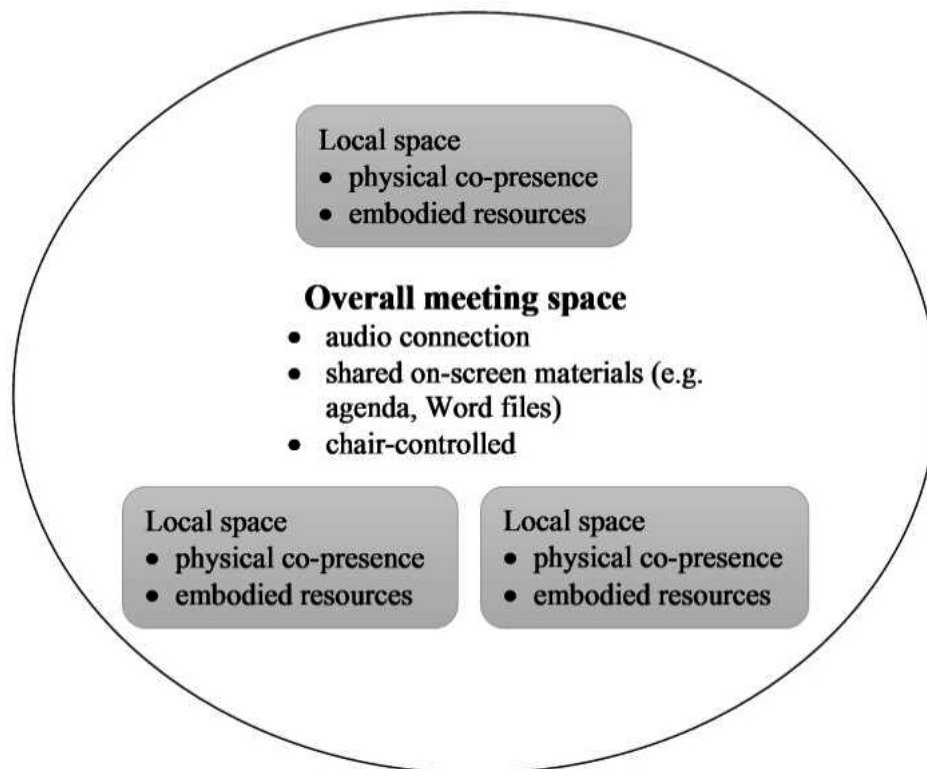 Local space
• physical co-presence
• embodied resources
Overall meeting space
• audio connection
• shared on-screen materials (e.g.
agenda, Word files)
• chair-controlled
Local space
• physical co-presence
• embodied resources
Local space
• physical co-presence
• embodied resources